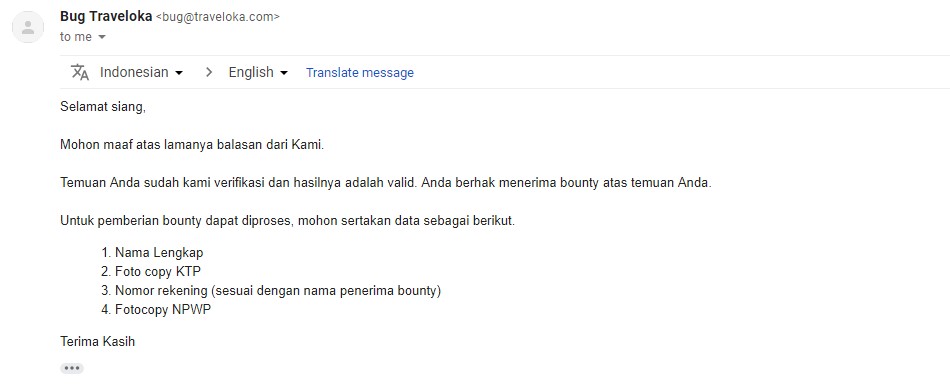 Bug Traveloka <bug@traveloka.com>
to me
Indonesian > English Translate message
Selamat siang,
Mohon maaf atas lamanya balasan dari Kami.
Temuan Anda sudah kami verifikasi dan hasilnya adalah valid. Anda berhak menerima bounty atas temuan Anda.
Untuk pemberian bounty dapat diproses, mohon sertakan data sebagai berikut.
1. Nama Lengkap
2. Foto copy KTP
3. Nomor rekening (sesuai dengan nama penerima bounty)
4. Fotocopy NPWP
Terima Kasih